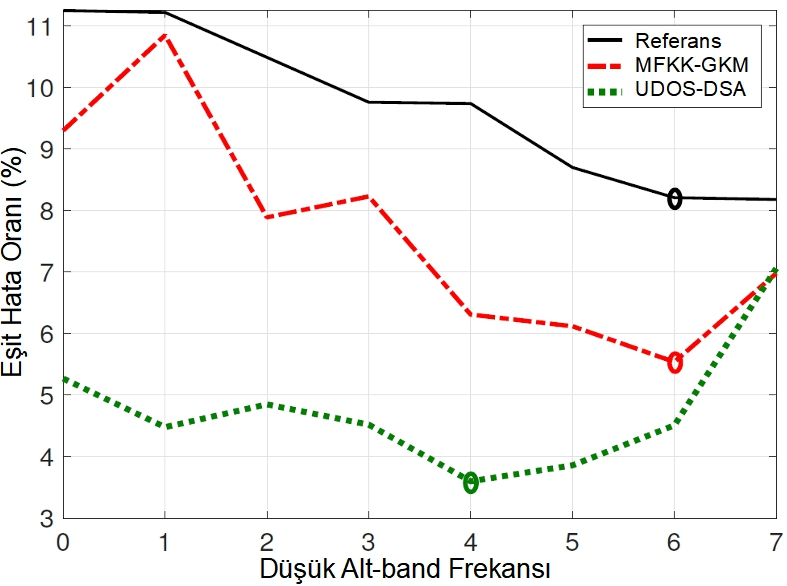 Referans
MFKK-GKM
UDOS-DSA
Eşit Hata Oranı (%)
11
10
9
8
7
6
5
4
3
0 1 2 3 4 5 6 7
Düşük Alt-band Frekansı